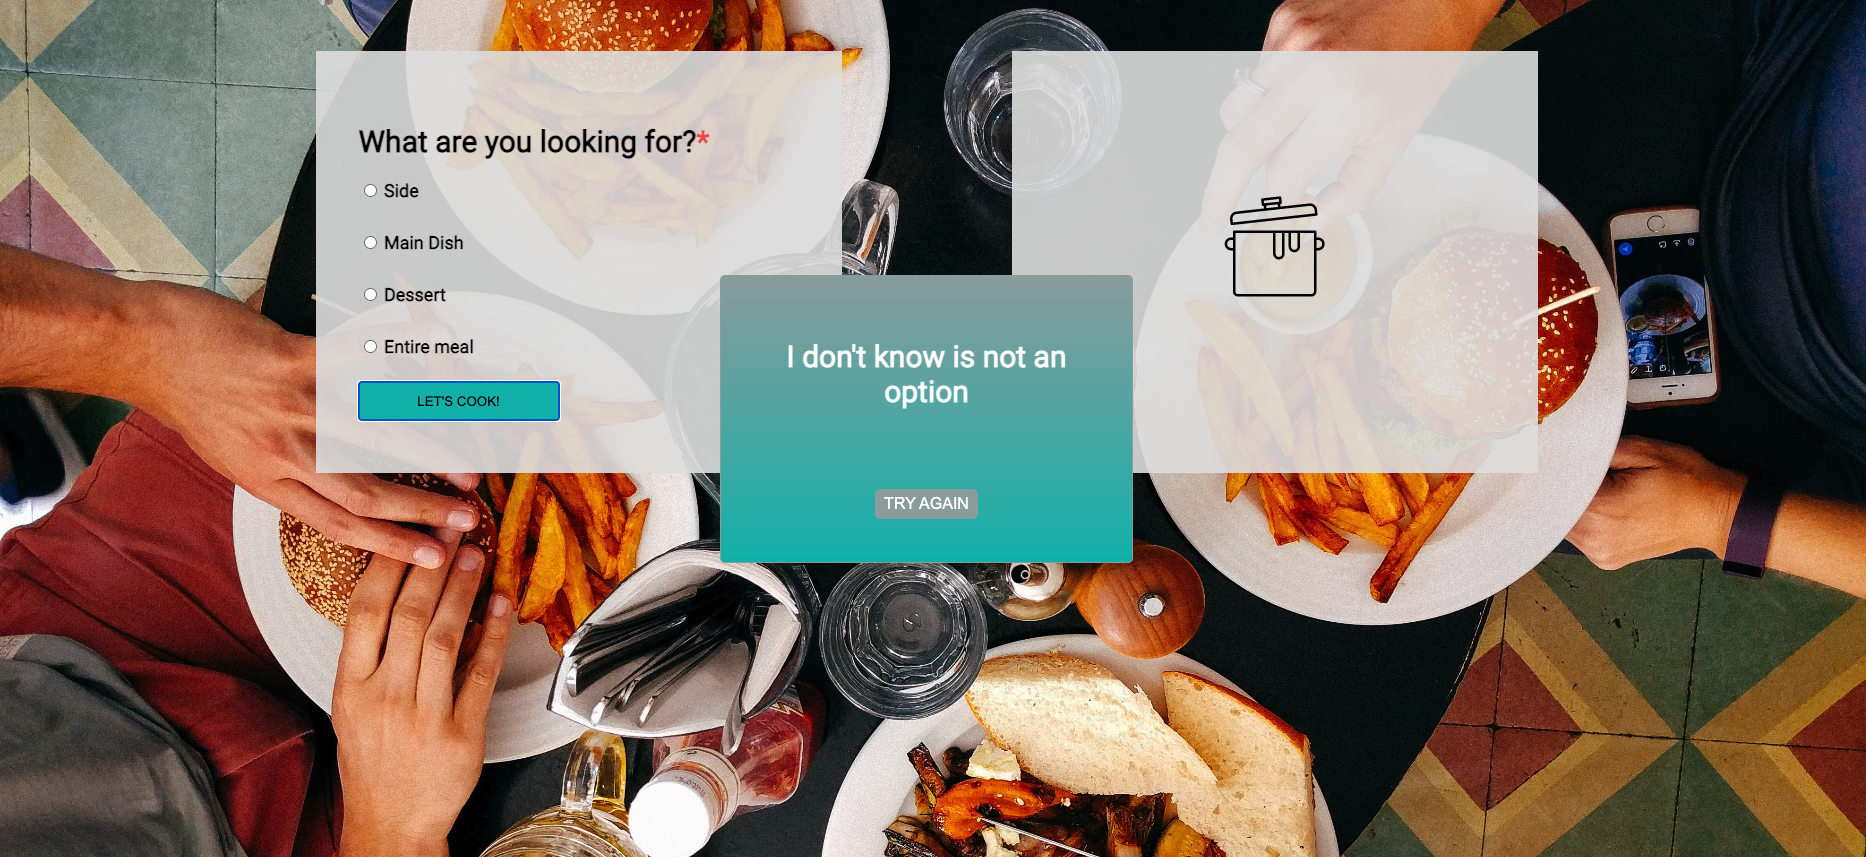 What are you looking for?*
Side
Main Dish
Dessert
Entire meal
LET'S COOK!
I don't know is not an
option
TRY AGAIN